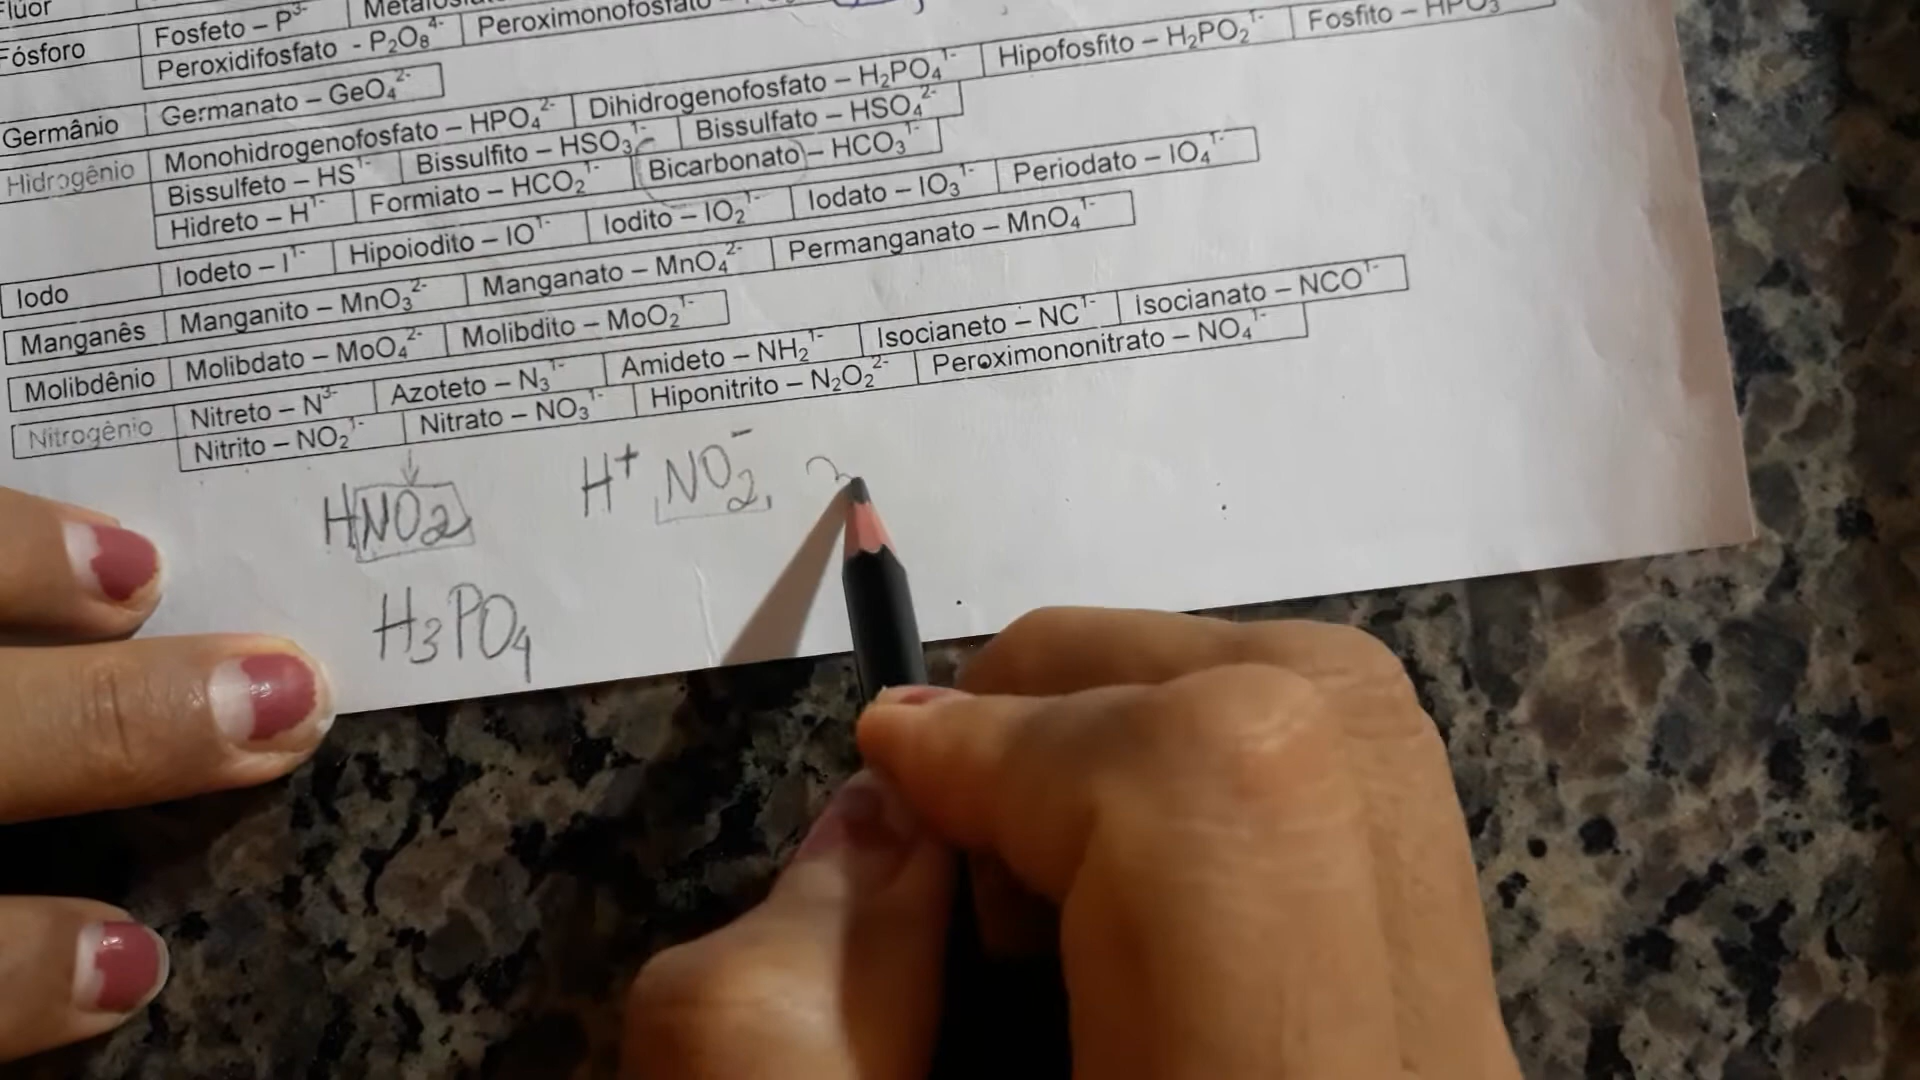 Flúor
Fósforo Fosfeto – P³⁻
Peroxidifosfato - P₂O₈⁴⁻ Peroximonofosfato –
Germânio Germanato – GeO₄²⁻
Hidrogênio Monohidrogenofosfato – HPO₄²⁻ Dihidrogenofosfato – H₂PO₄¹⁻ Hipofosfito – H₂PO₂¹⁻ Fosfito – HPO₃
Bissulfeto – HS¹⁻ Bissulfito – HSO₃¹⁻ Bissulfato – HSO₄²⁻
Hidreto – H¹⁻ Formiato – HCO₂¹⁻ Bicarbonato – HCO₃¹⁻
Iodo Iodeto – I¹⁻ Hipoiodito – IO¹⁻ Iodito – IO₂¹⁻ Iodato – IO₃¹⁻ Periodato – IO₄¹⁻
Manganês Manganito – MnO₃²⁻ Manganato – MnO₄²⁻ Permanganato – MnO₄¹⁻
Molibdênio Molibdato – MoO₄²⁻ Molibdito – MoO₂¹⁻
Nitrogênio Nitreto – N³⁻ Azoteto – N₃¹⁻ Amideto – NH₂¹⁻ Isocianeto – NC¹⁻ Isocianato – NCO¹⁻
Nitrito – NO₂¹⁻ Nitrato – NO₃¹⁻ Hiponitrito – N₂O₂²⁻ Peroximononitrato – NO₄¹⁻
HNO₂ H⁺ NO₂⁻
H₃PO₄